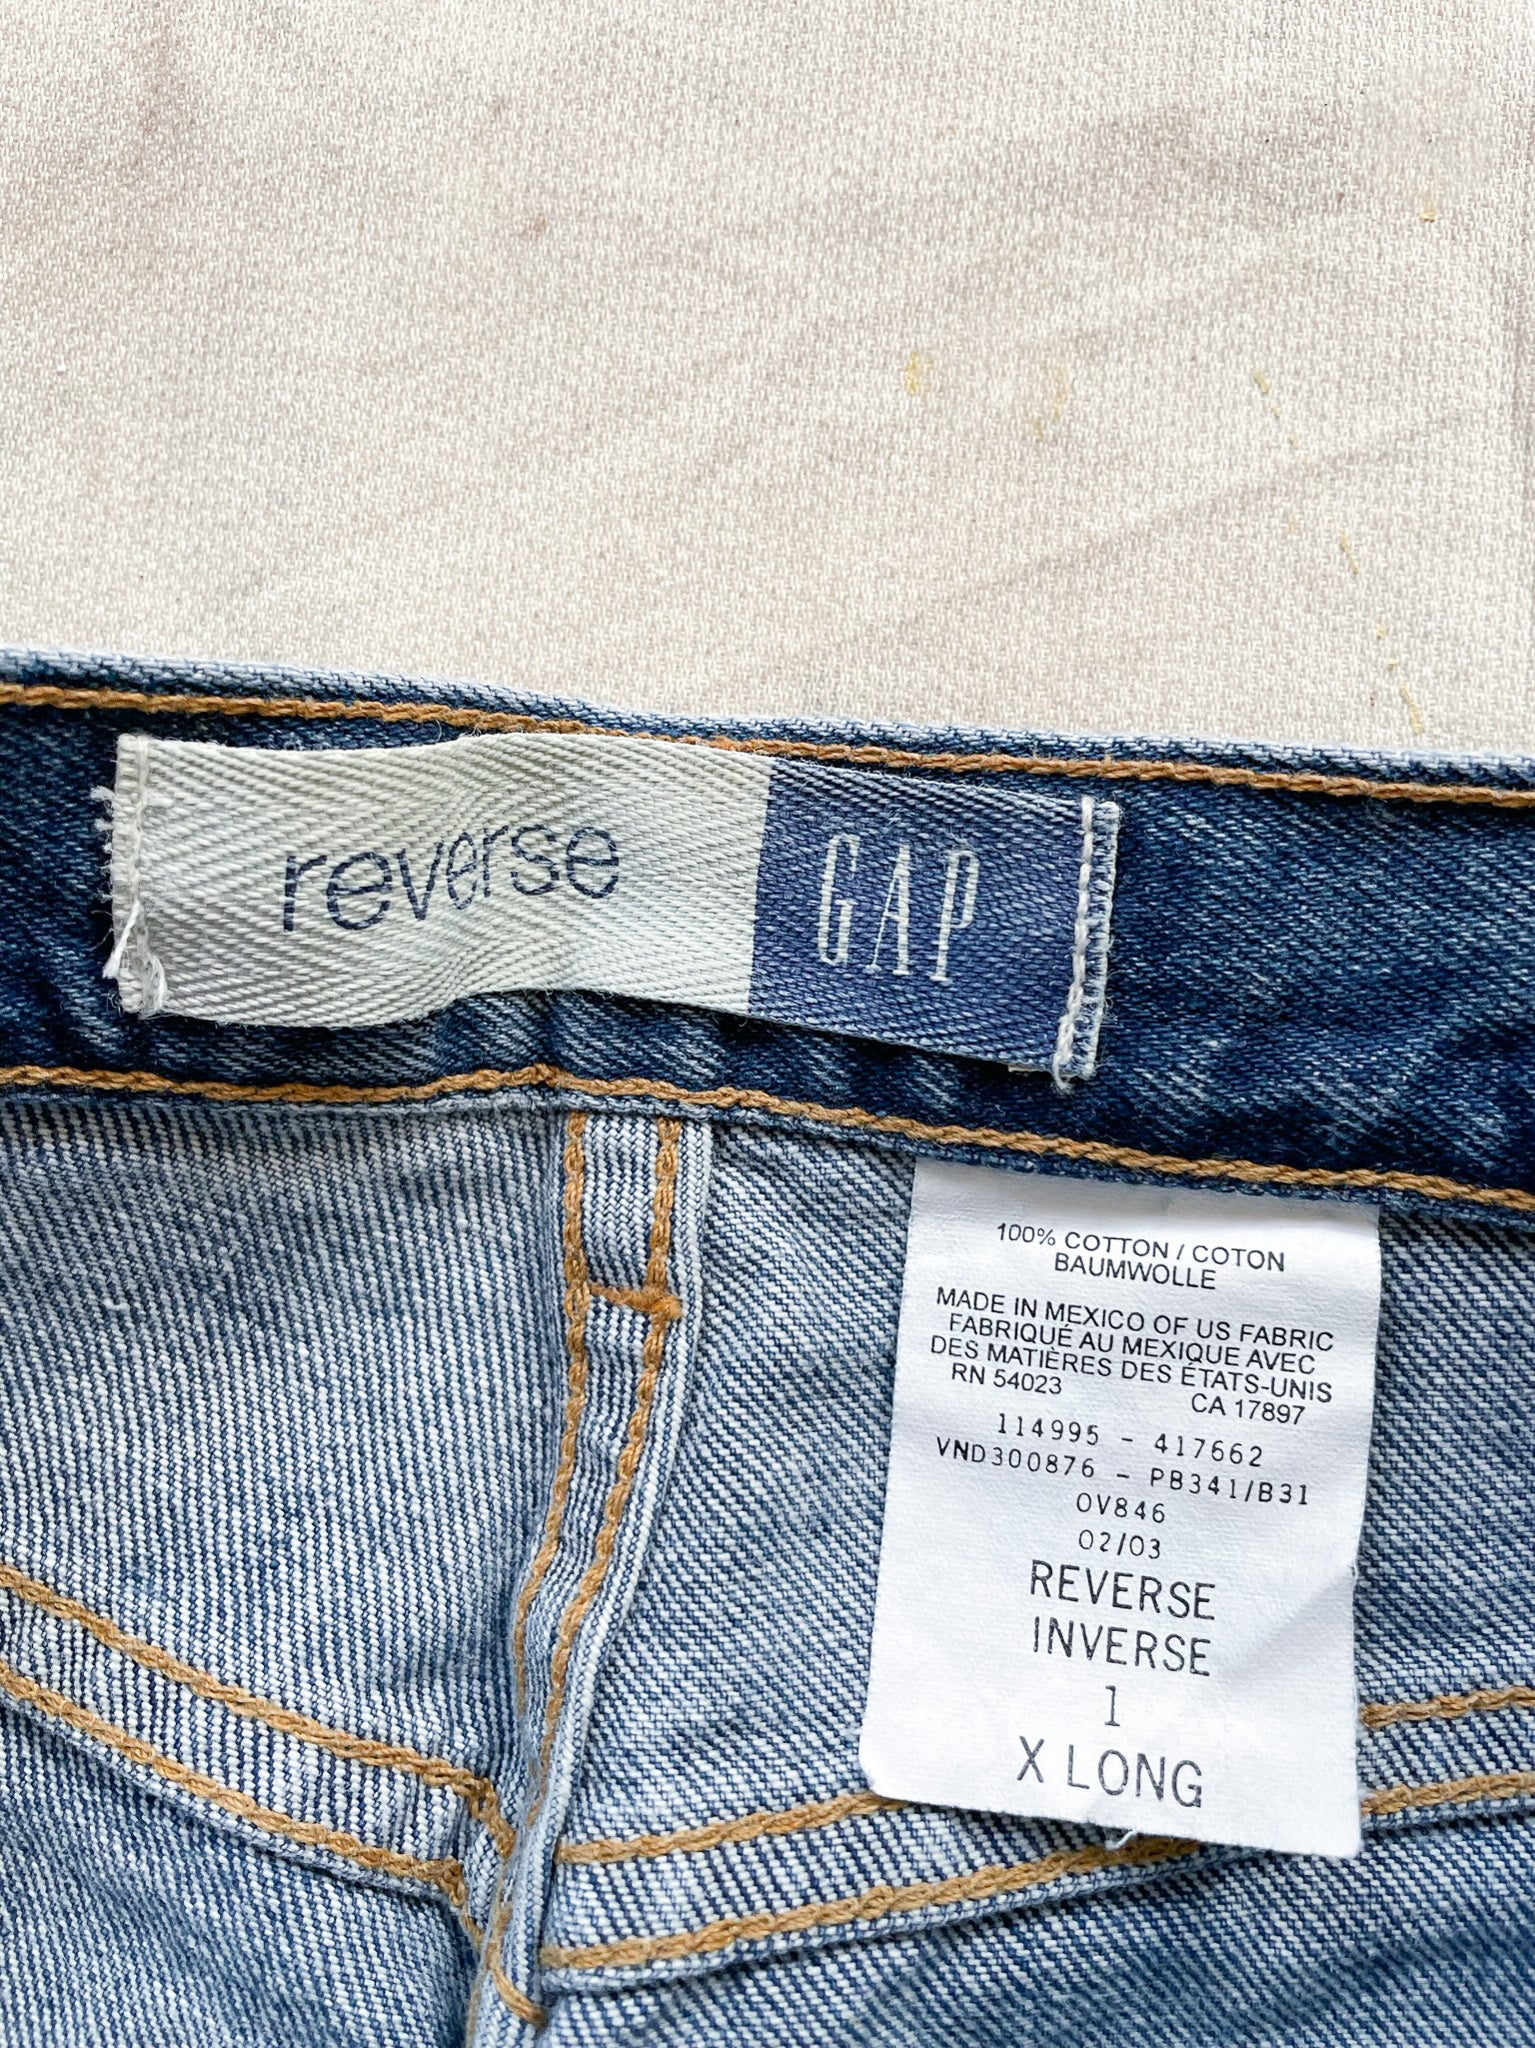 reverse GAP
100% COTTON / COTON
BAUMWOLLE
MADE IN MEXICO OF US FABRIC
FABRIQUÉ AU MEXIQUE AVEC
DES MATIÈRES DES ÉTATS-UNIS
RN 54023 CA 17897
114995 - 417662
VND300876 - PB341/B31
OV846
02/03
REVERSE
INVERSE
1
X LONG